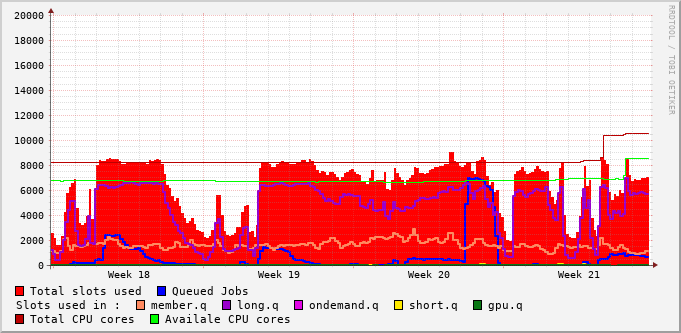 20000
18000
16000
14000
12000
10000
8000
6000
4000
2000
0
Week 18 Week 19 Week 20 Week 21
RRDTOOL / TOBI OETIKER
Total slots used Queued Jobs
Slots used in : member.q long.q ondemand.q short.q gpu.q
Total CPU cores Availale CPU cores